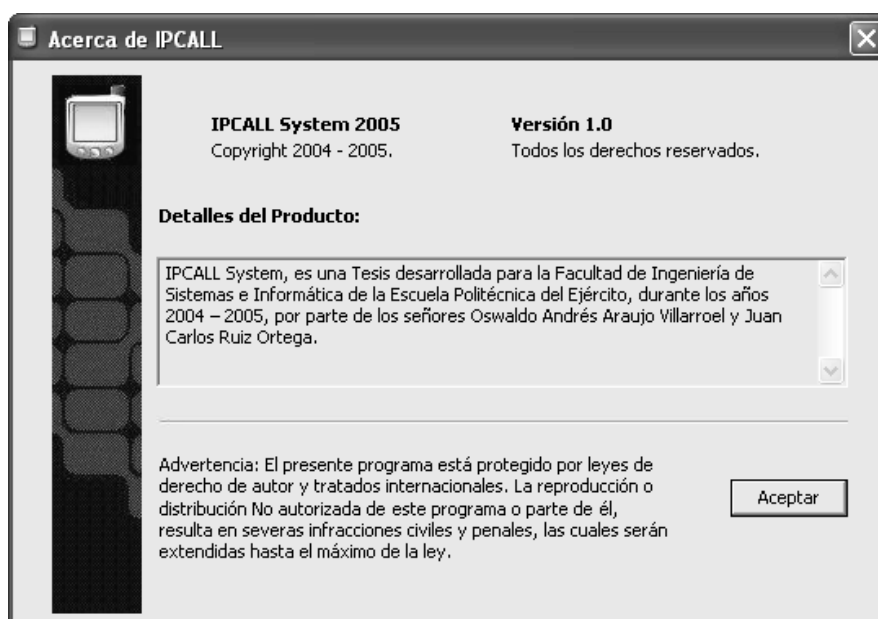 Acerca de IPCALL
IPCALL System 2005
Versión 1.0
Copyright 2004 - 2005.
Todos los derechos reservados.
Detalles del Producto:
IPCALL System, es una Tesis desarrollada para la Facultad de Ingeniería de
Sistemas e Informática de la Escuela Politécnica del Ejército, durante los años
2004 – 2005, por parte de los señores Oswaldo Andrés Araujo Villarroel y Juan
Carlos Ruiz Ortega.
Advertencia: El presente programa está protegido por leyes de
derecho de autor y tratados internacionales. La reproducción o
distribución No autorizada de este programa o parte de él,
resulta en severas infracciones civiles y penales, las cuales serán
extendidas hasta el máximo de la ley.
Aceptar